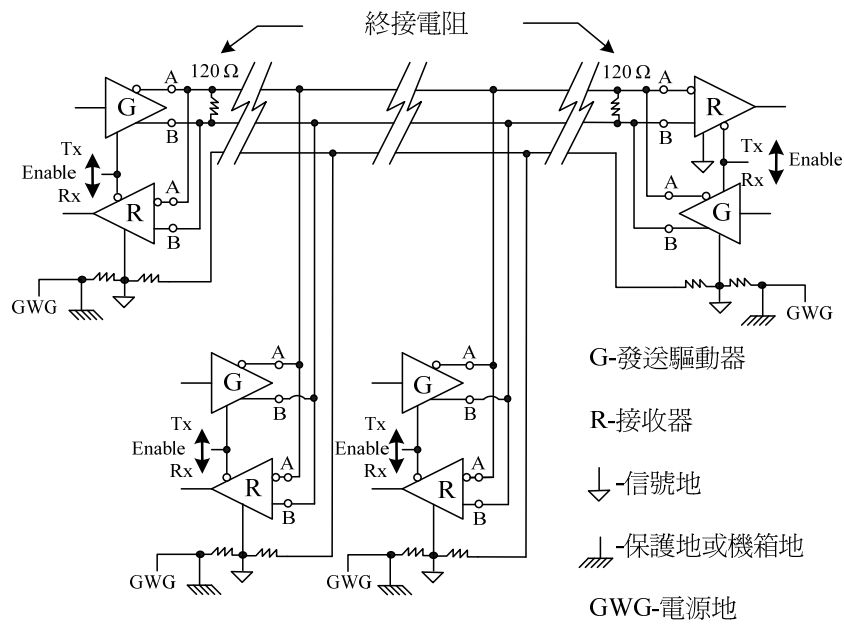 終接電阻
120 Ω
120 Ω
A
A
G
R
B
B
Tx
Enable
Rx
Tx
Enable
Rx
A
A
R
G
B
B
GWG
GWG
A
A
G
G
B
B
Tx
Enable
Rx
Tx
Enable
Rx
A
A
R
R
B
B
GWG
GWG
G-發送驅動器
R-接收器
-信號地
-保護地或機箱地
GWG-電源地